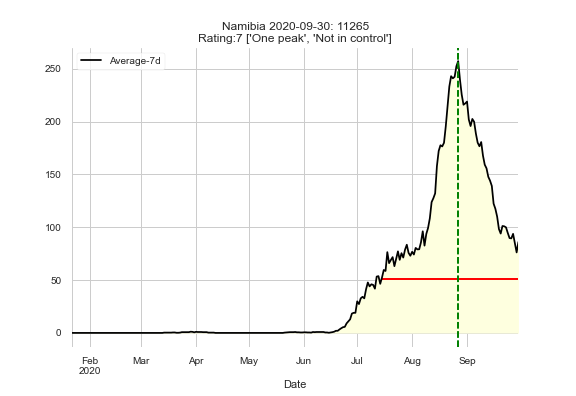 Namibia 2020-09-30: 11265
Rating:7 ['One peak', 'Not in control']
Average-7d
250
200
150
100
50
0
Feb Mar Apr May Jun Jul Aug Sep
2020
Date